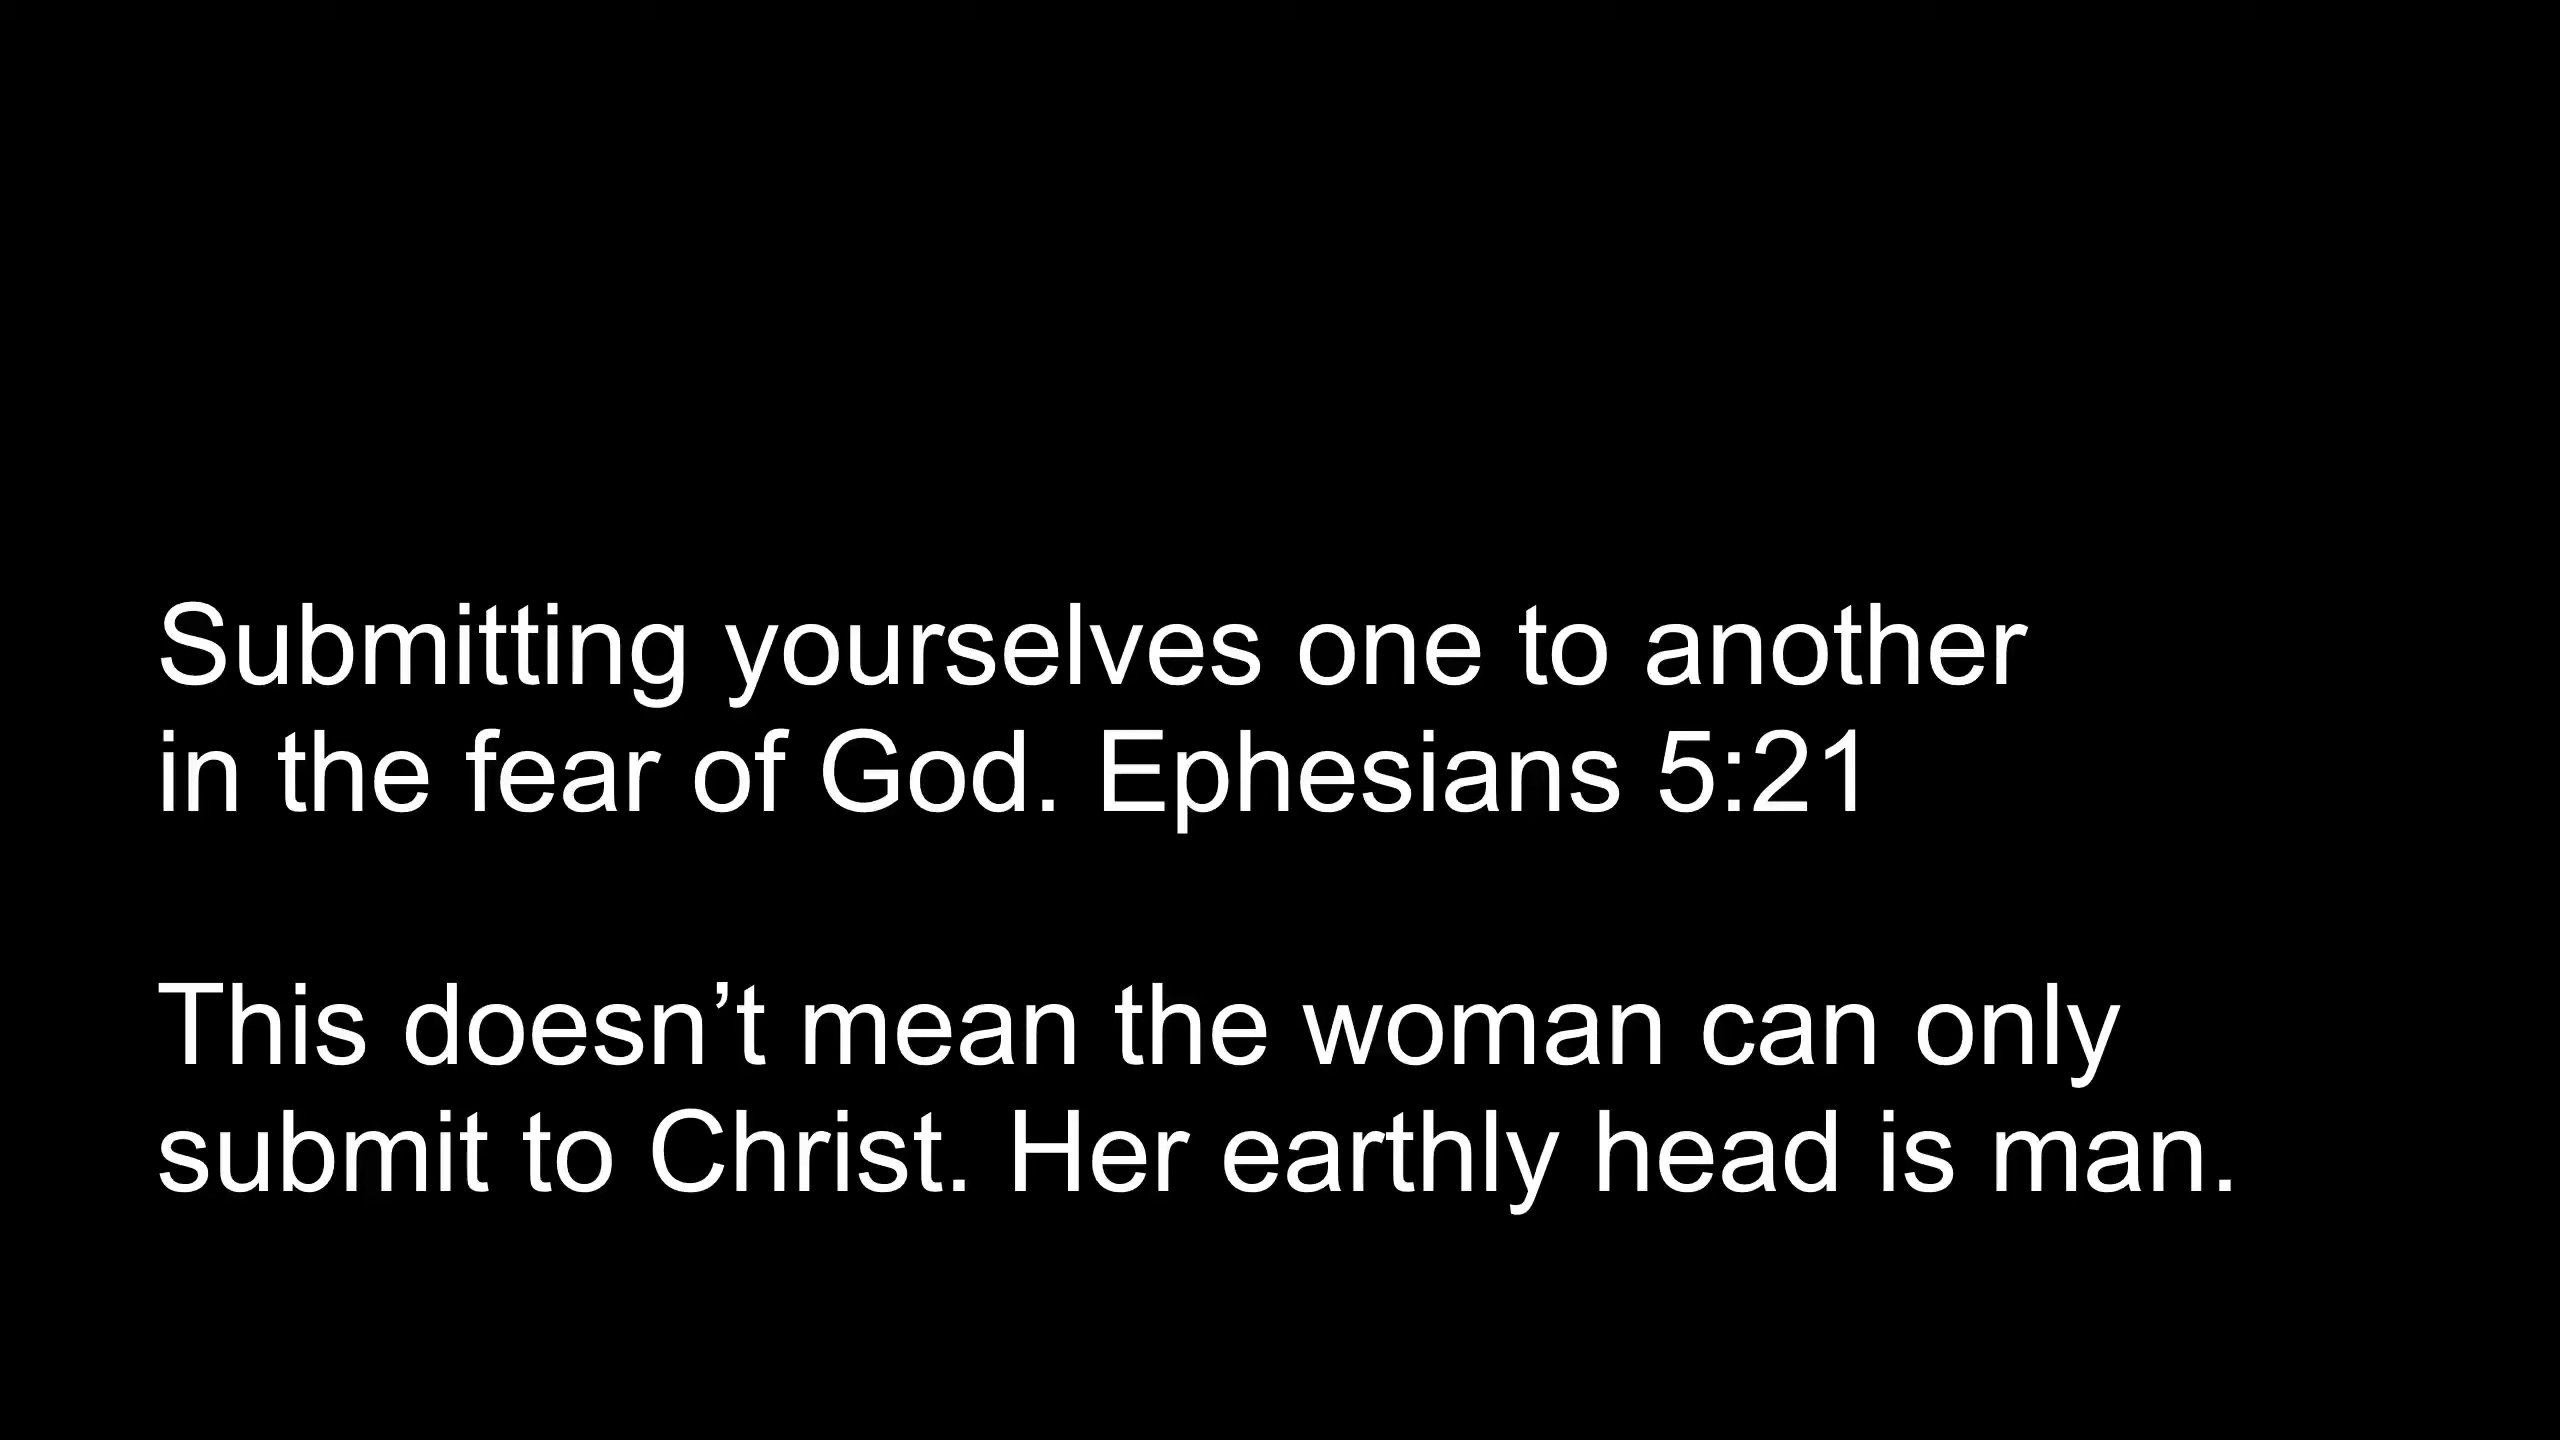 Submitting yourselves one to another
in the fear of God. Ephesians 5:21
This doesn’t mean the woman can only
submit to Christ. Her earthly head is man.